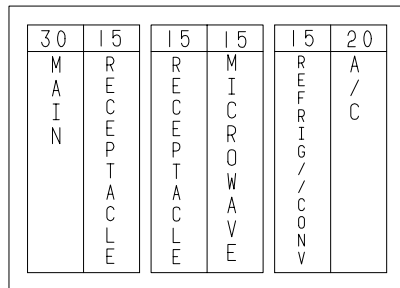 30 15 15 15 15 20
MAIN
RECEPTACLE
RECEPTACLE
MICROWAVE
REFRIG//CONV
A/C